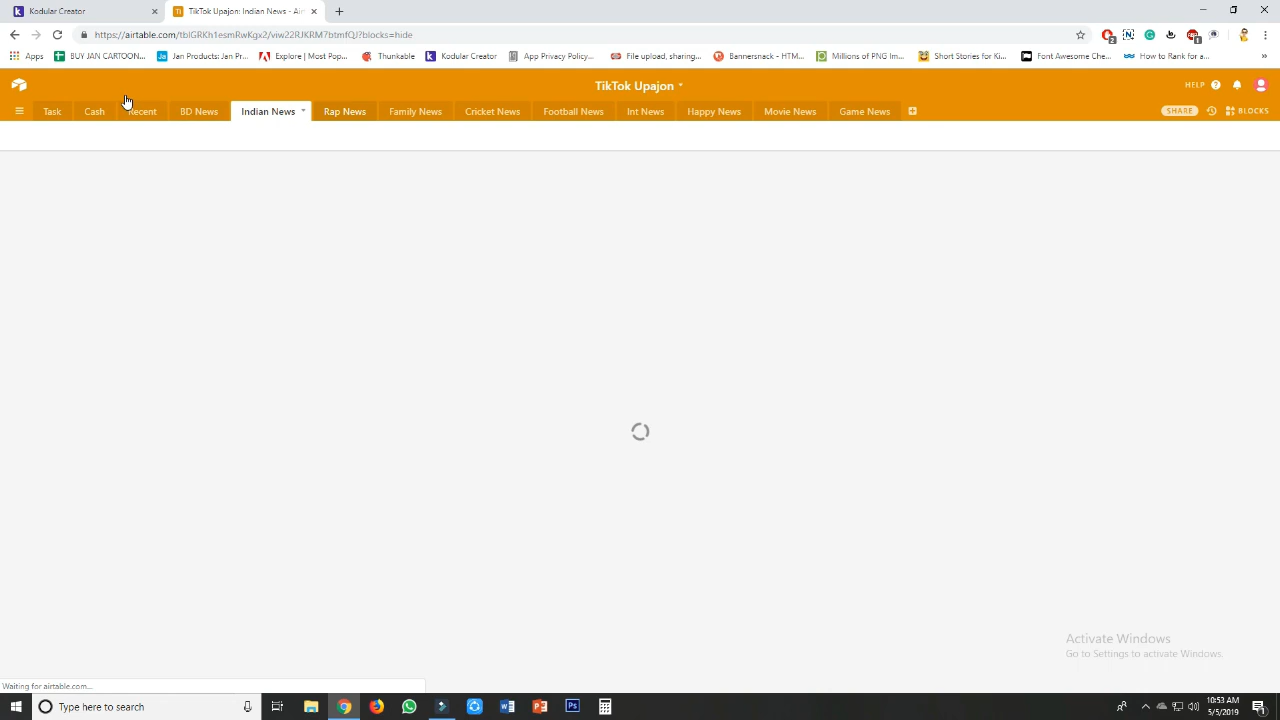 Kodular Creator
TikTok Upajon: Indian News - Air
https://airtable.com/tblGRKh1esmRwKgx2/viw22RJKRM7btmfQJ?blocks=hide
Apps BUY JAN CARTOON... Jan Products: Jan Pr... Explore | Most Pop... Thunkable Kodular Creator App Privacy Policy... File upload, sharing,... Bannersnack - HTM... Millions of PNG Im... Short Stories for Ki... Font Awesome Che... How to Rank For a...
TikTok Upajon
HELP
Task Cash Recent BD News Indian News Rap News Family News Cricket News Football News Int News Happy News Movie News Game News
SHARE BLOCKS
Activate Windows
Go to Settings to activate Windows.
Waiting for airtable.com...
Type here to search
10:53 AM
5/5/2019